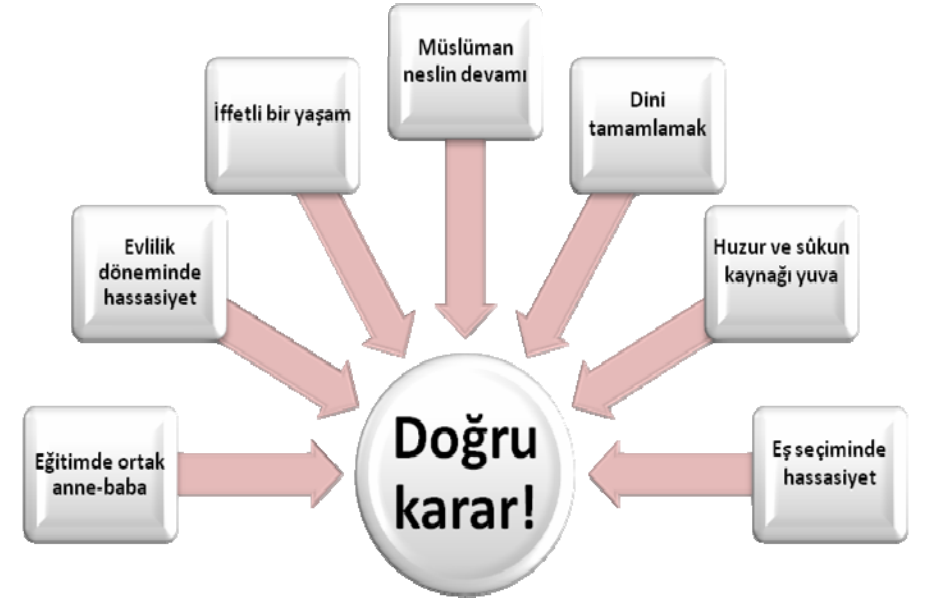 Müslüman
neslin devamı
İffetli bir yaşam
Dini
tamamlamak
Evlilik
döneminde
hassasiyet
Huzur ve sûkun
kaynağı yuva
Eğitimde ortak
anne-baba
Doğru
karar!
Eş seçiminde
hassasiyet